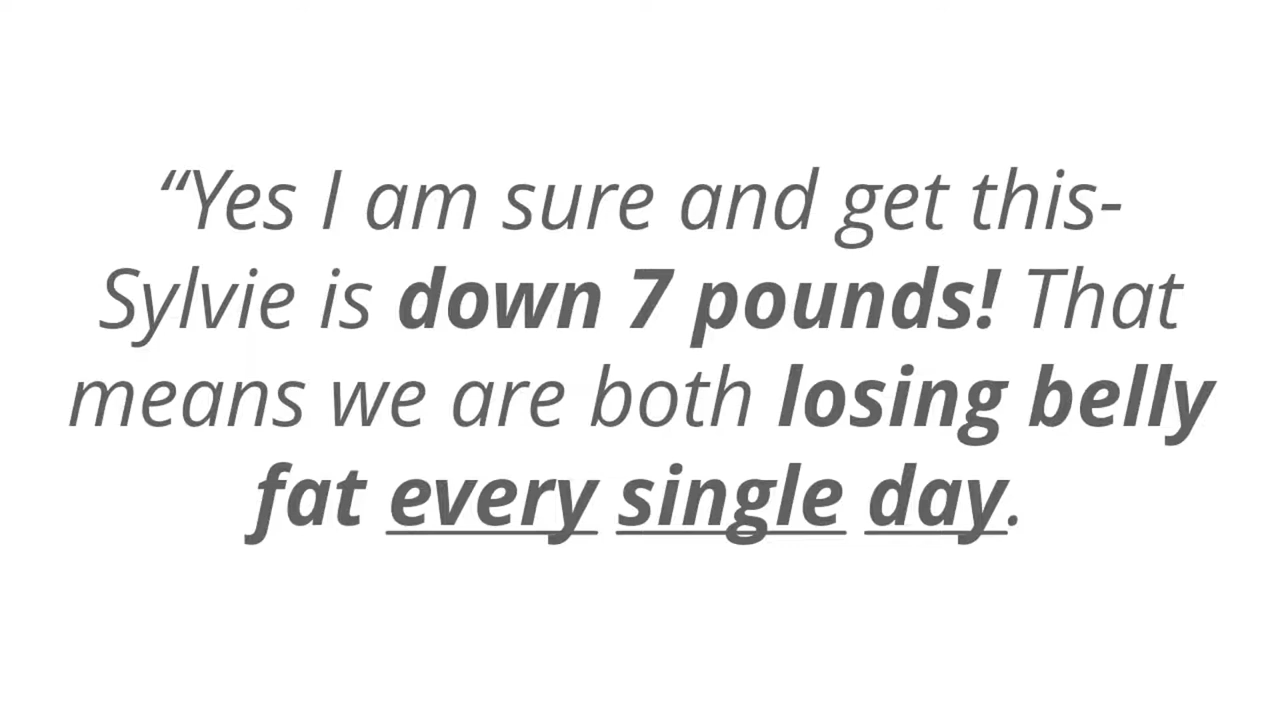 “Yes I am sure and get this-
Sylvie is down 7 pounds! That
means we are both losing belly
fat every single day.